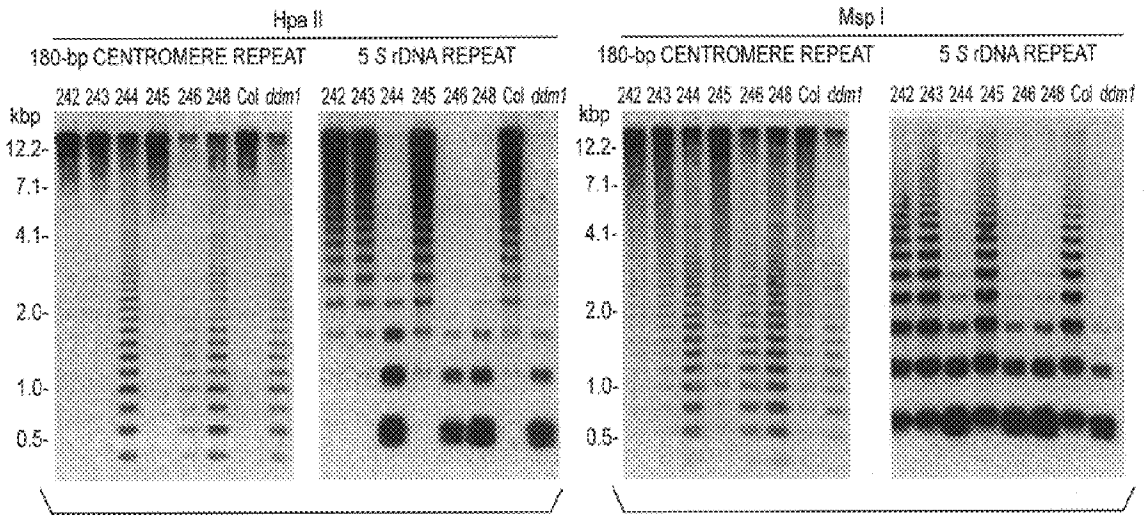 Hpa II
Msp I
180-bp CENTROMERE REPEAT
5 S rDNA REPEAT
180-bp CENTROMERE REPEAT
5 S rDNA REPEAT
242 243 244 245 246 248 Col ddm1
242 243 244 245 246 248 Col ddm1
242 243 244 245 246 248 Col ddm1
242 243 244 245 246 248 Col ddm1
kbp
12.2-
7.1-
4.1-
2.0-
1.0-
0.5-
kbp
12.2-
7.1-
4.1-
2.0-
1.0-
0.5-